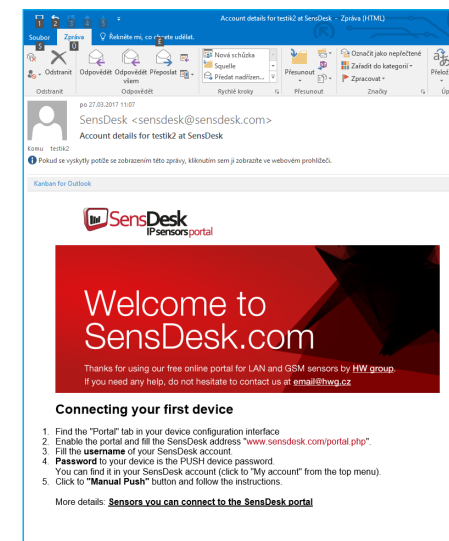 Account details for testik2 at SensDesk - Zpráva (HTML)
1 2 3 4 5
Soubor Zpráva Řekněte mi, co chcete udělat.
Nová schůzka
Squelle
Předat nadřízen...
Odstranit Odpovědět Odpovědět všem Přeposlat
Přesunout
Označit jako nepřečtené
Zařadit do kategorií
Zpracovat
Odstranit Odpovědět Rychlé kroky Přesunout Značky
po 27.03.2017 11:07
SensDesk <sensdesk@sensdesk.com>
Account details for testik2 at SensDesk
Komu testik2
Pokud se vyskytly potíže se zobrazením této zprávy, kliknutím sem ji zobrazíte ve webovém prohlížeči.
Kanban for Outlook
SensDesk
IPsensorsportal
Welcome to
SensDesk.com
Thanks for using our free online portal for LAN and GSM sensors by HW group.
If you need any help, do not hesitate to contact us at email@hwg.cz
Connecting your first device
1. Find the "Portal" tab in your device configuration interface
2. Enable the portal and fill the SensDesk address "www.sensdesk.com/portal.php".
3. Fill the username of your SensDesk account.
4. Password to your device is the PUSH device password.
You can find it in your SensDesk account (click to "My account" from the top menu).
5. Click to "Manual Push" button and follow the instructions.
More details: Sensors you can connect to the SensDesk portal